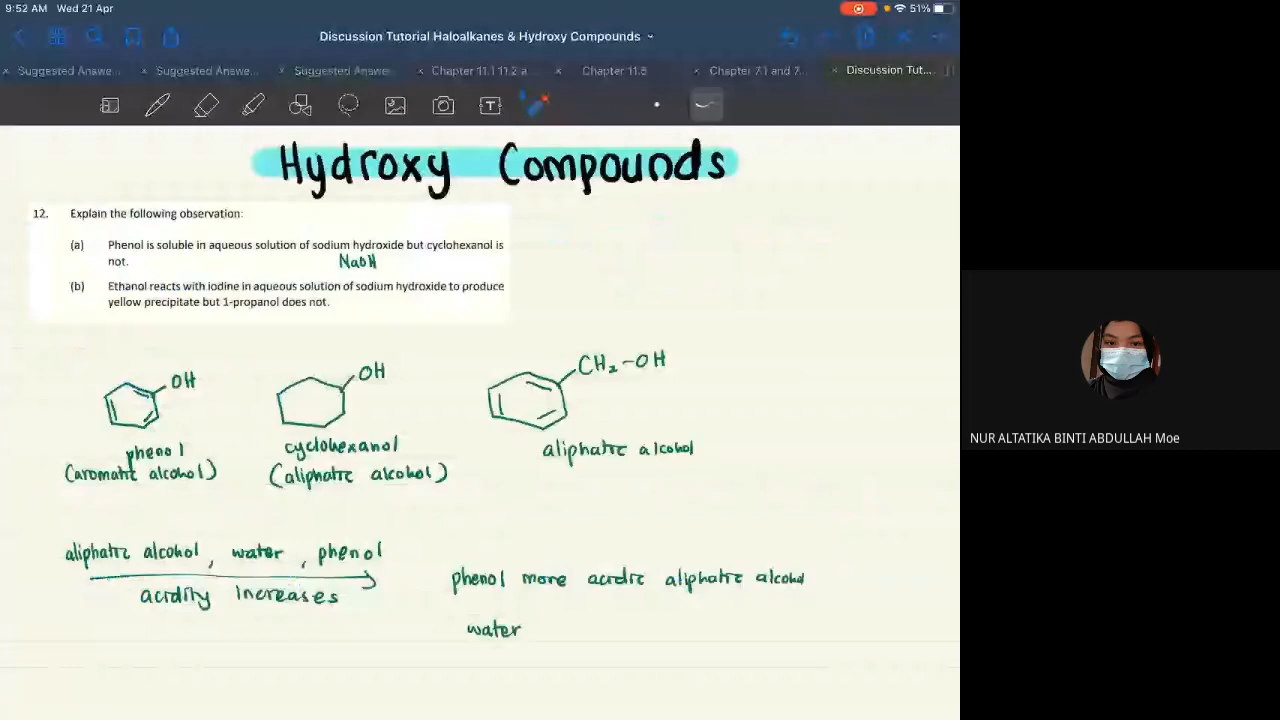 9:52 AM Wed 21 Apr
51%
Discussion Tutorial Haloalkanes & Hydroxy Compounds
Suggested Answe...
Suggested Answe...
Suggested Answe
Chapter 11.1 11.2 a...
Chapter 11.5
Chapter 7.1 and 7...
Discussion Tut...
Hydroxy Compounds
12. Explain the following observation:
(a) Phenol is soluble in aqueous solution of sodium hydroxide but cyclohexanol is
not.
NaOH
(b) Ethanol reacts with iodine in aqueous solution of sodium hydroxide to produce
yellow precipitate but 1-propanol does not.
OH
OH
CH₂-OH
phenol
(aromatic alcohol)
cyclohexanol
(aliphatic alcohol)
aliphatic alcohol
aliphatic alcohol, water, phenol
acidity increases
phenol more acidic aliphatic alcohol
water
NUR ALTATIKA BINTI ABDULLAH Moe